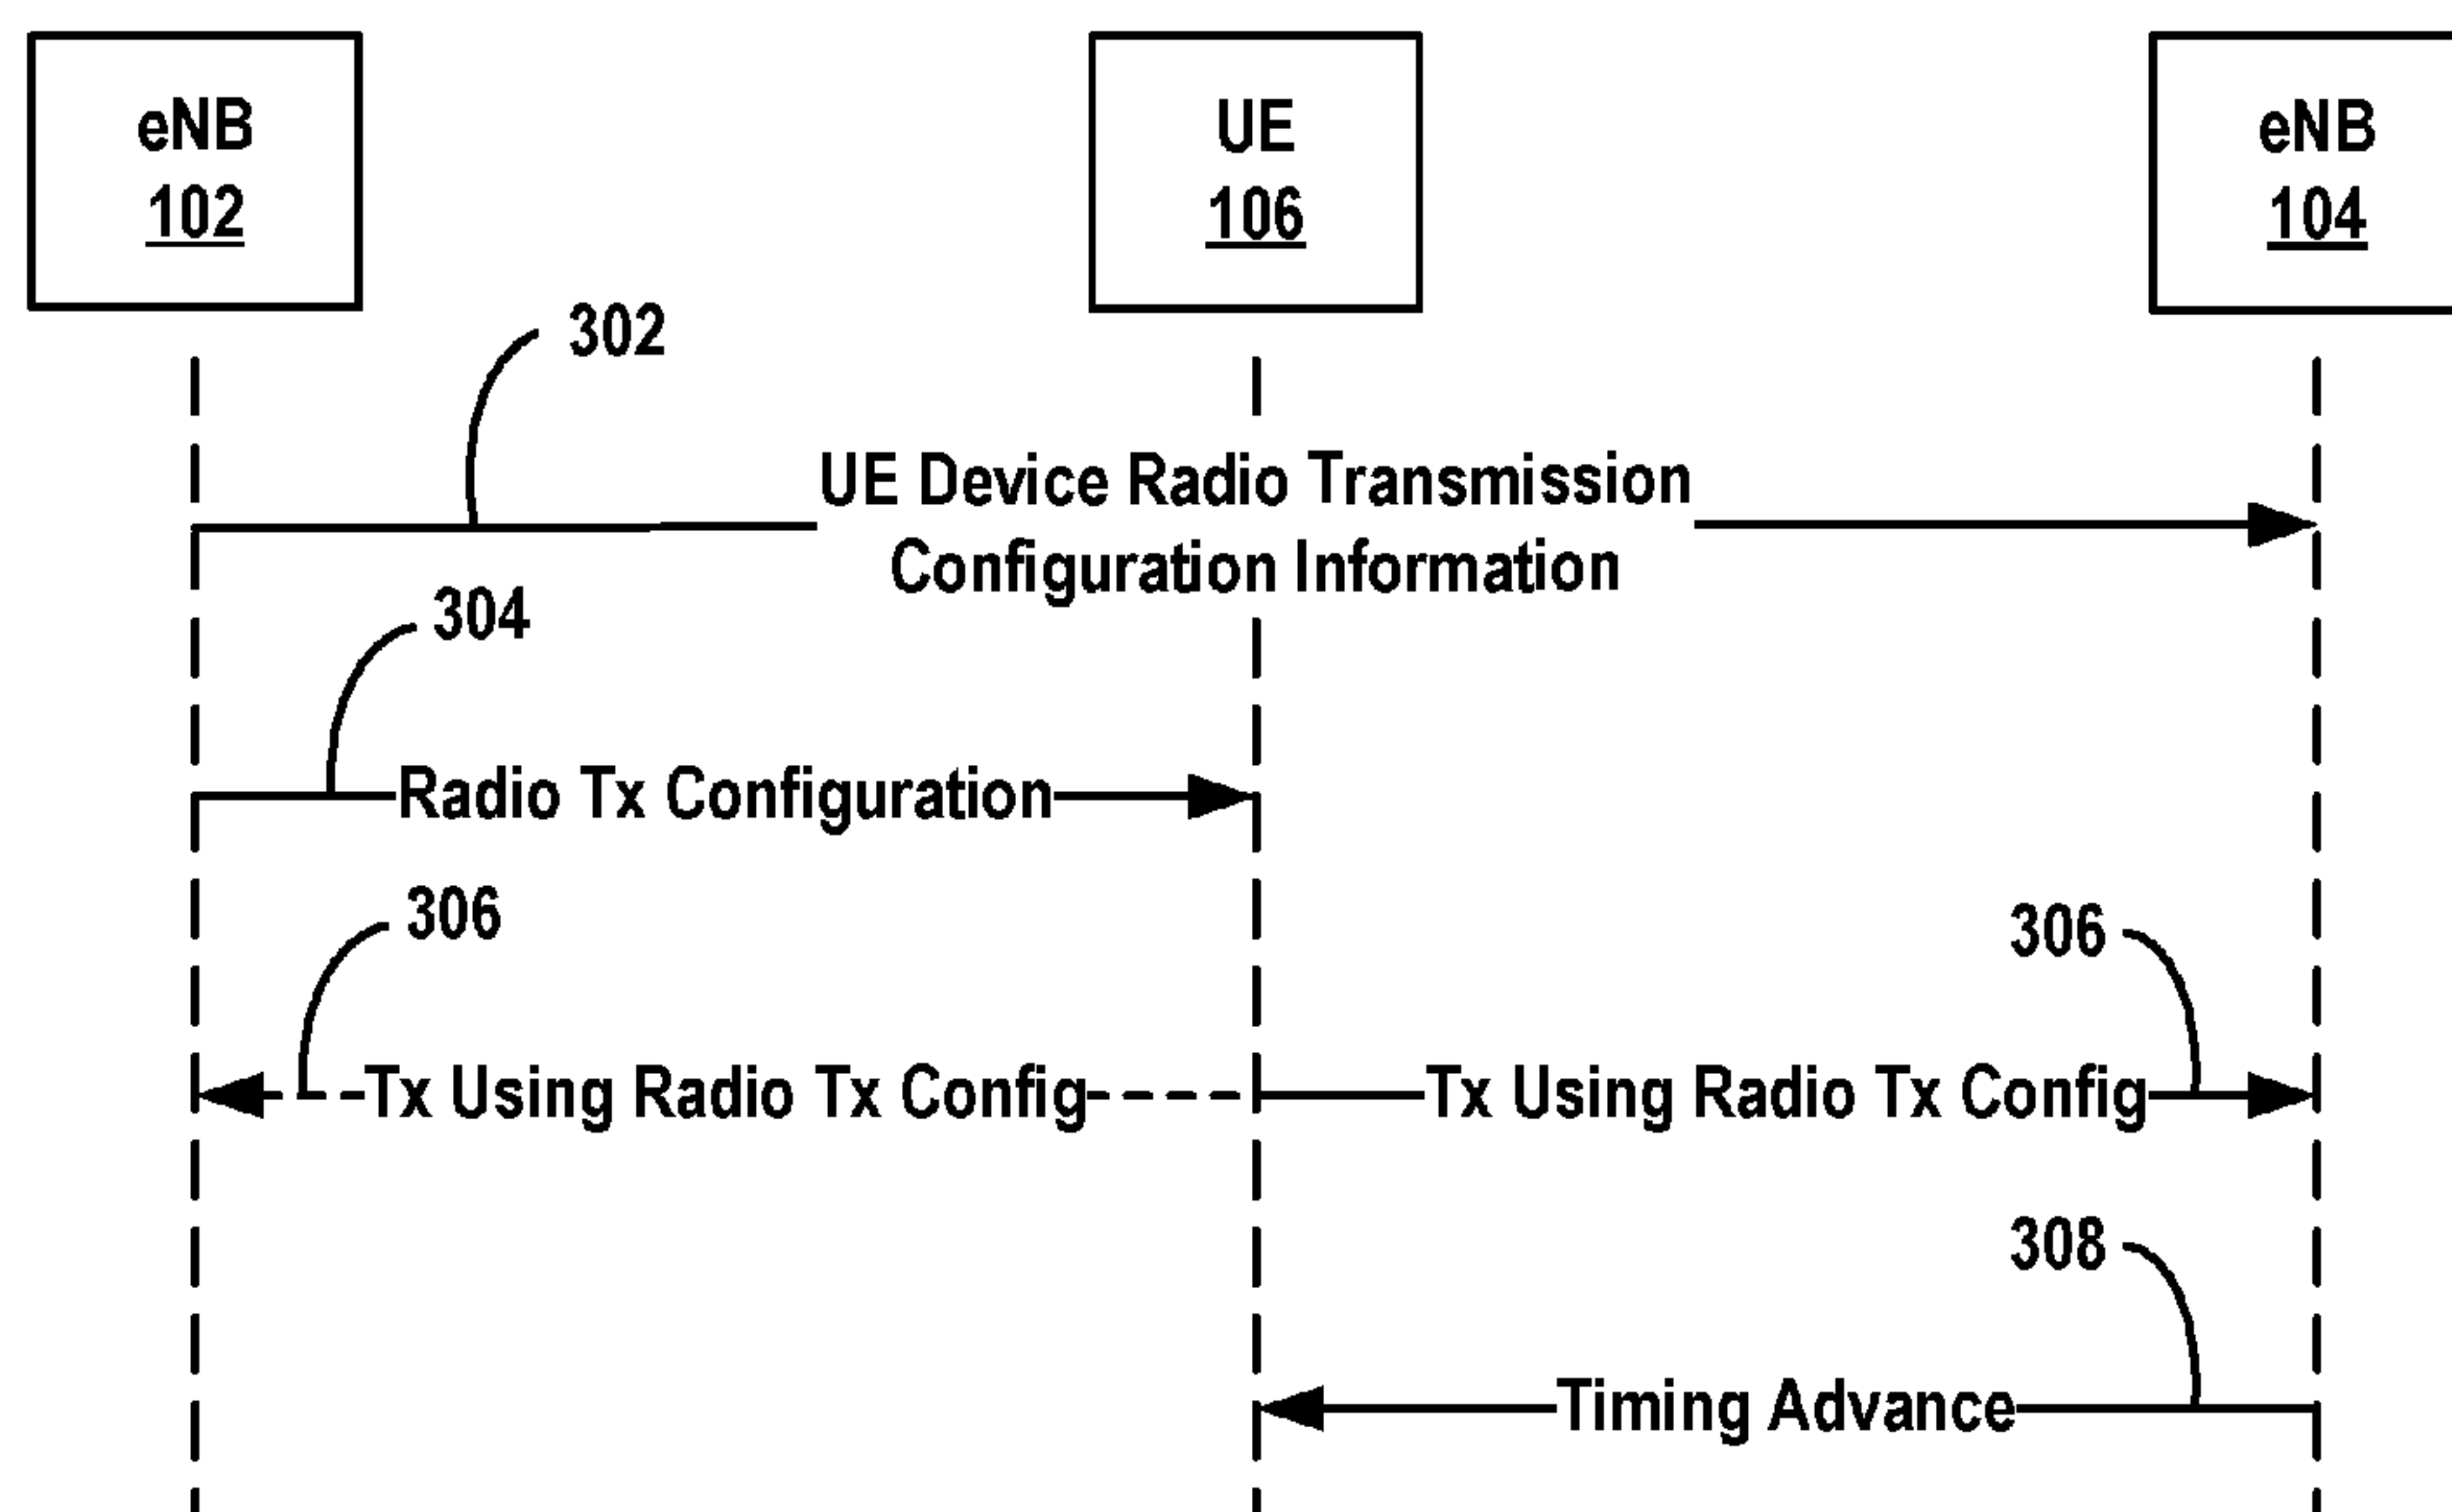 eNB
102
UE
106
eNB
104
302
UE Device Radio Transmission
Configuration Information
304
Radio Tx Configuration
306
306
Tx Using Radio Tx Config
Tx Using Radio Tx Config
308
Timing Advance